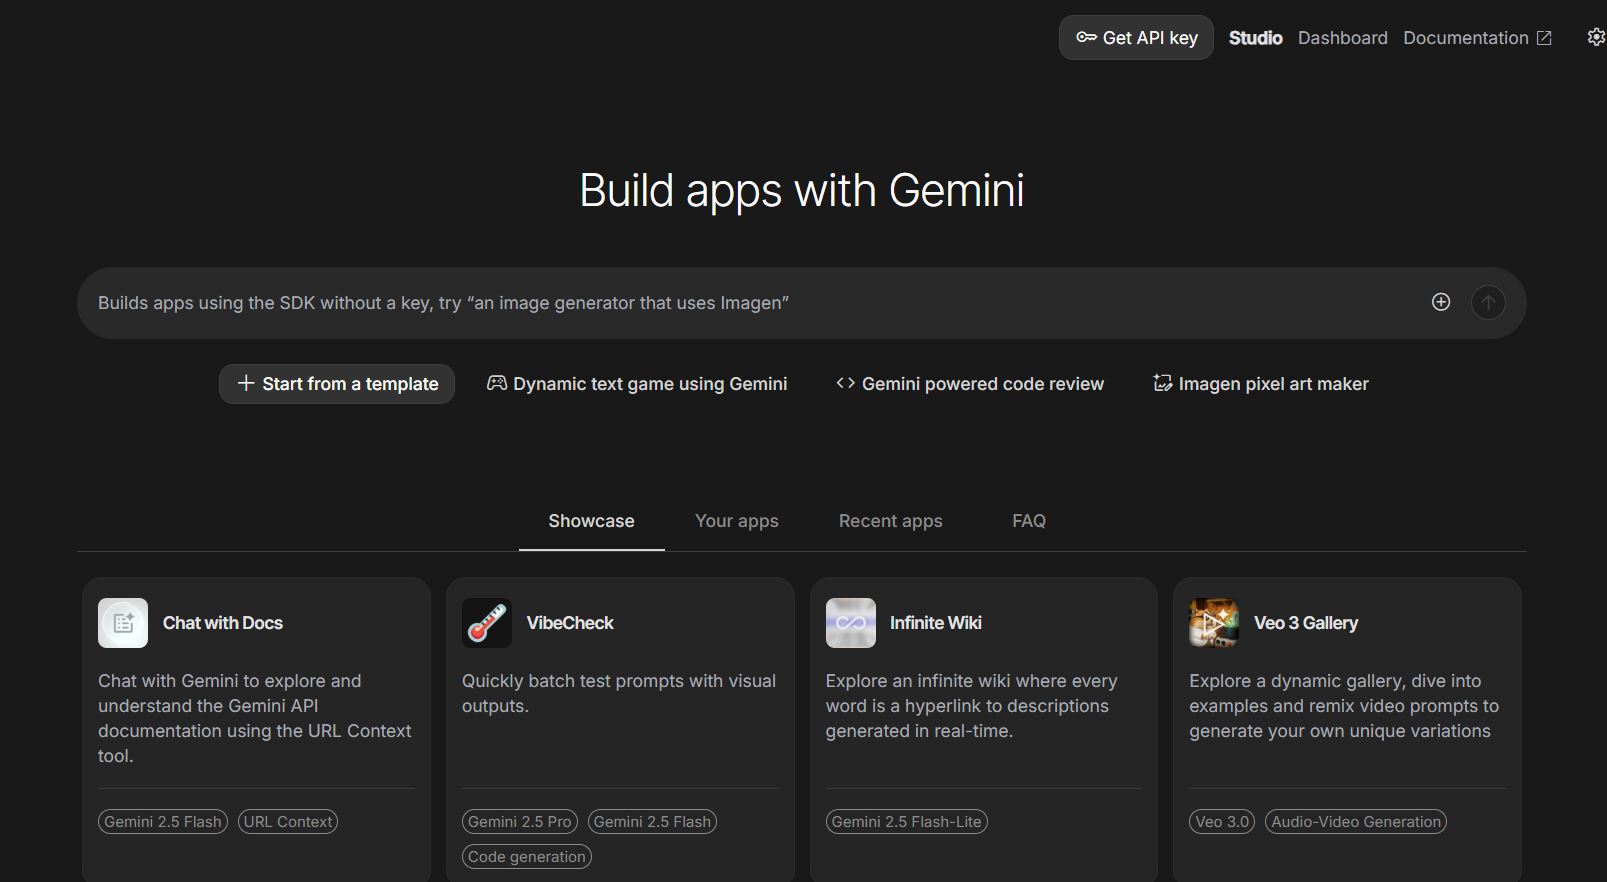 Get API key
Studio
Dashboard
Documentation
Build apps with Gemini
Builds apps using the SDK without a key, try “an image generator that uses Imagen”
Start from a template
Dynamic text game using Gemini
Gemini powered code review
Imagen pixel art maker
Showcase
Your apps
Recent apps
FAQ
Chat with Docs
Chat with Gemini to explore and
understand the Gemini API
documentation using the URL Context
tool.
Gemini 2.5 Flash
URL Context
VibeCheck
Quickly batch test prompts with visual
outputs.
Gemini 2.5 Pro
Gemini 2.5 Flash
Code generation
Infinite Wiki
Explore an infinite wiki where every
word is a hyperlink to descriptions
generated in real-time.
Gemini 2.5 Flash-Lite
Veo 3 Gallery
Explore a dynamic gallery, dive into
examples and remix video prompts to
generate your own unique variations
Veo 3.0
Audio-Video Generation